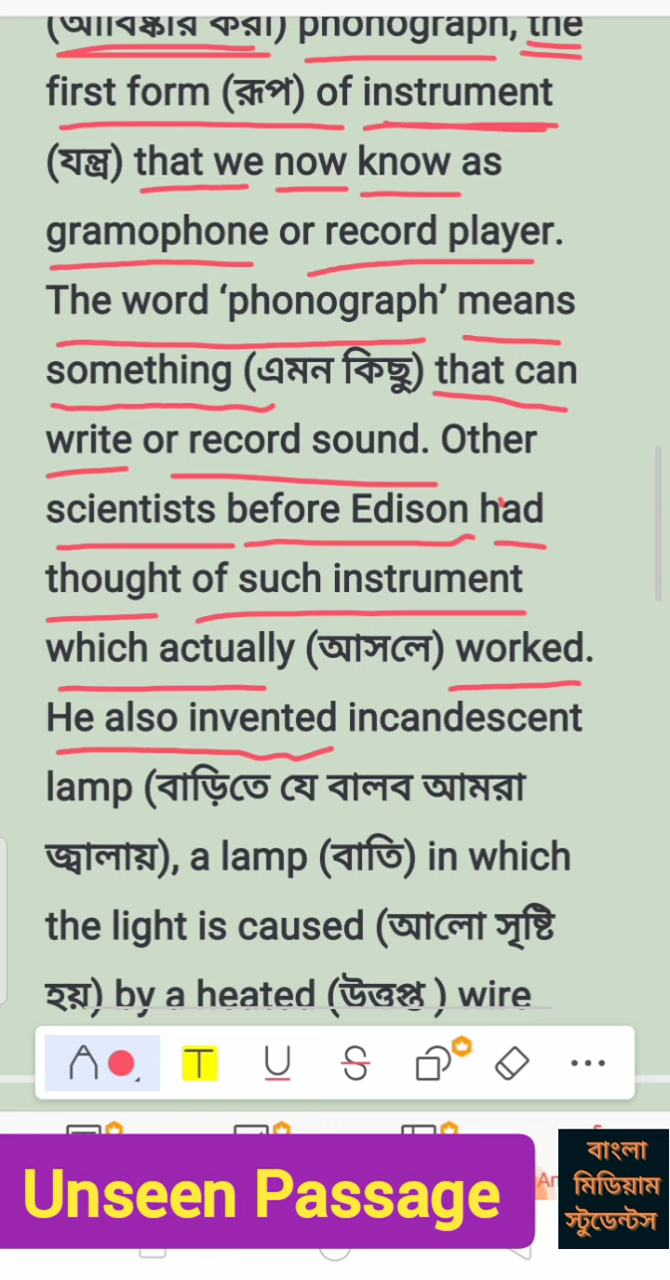 (আবিষ্কার করা) phonograph, the
first form (রূপ) of instrument
(যন্ত্র) that we now know as
gramophone or record player.
The word ‘phonograph’ means
something (এমন কিছু) that can
write or record sound. Other
scientists before Edison had
thought of such instrument
which actually (আসলে) worked.
He also invented incandescent
lamp (বাড়িতে যে বালব আমরা
জ্বালায়), a lamp (বাতি) in which
the light is caused (আলো সৃষ্টি
হয়) by a heated (উত্তপ্ত ) wire
Unseen Passage
বাংলা
মিডিয়াম
স্টুডেন্টস